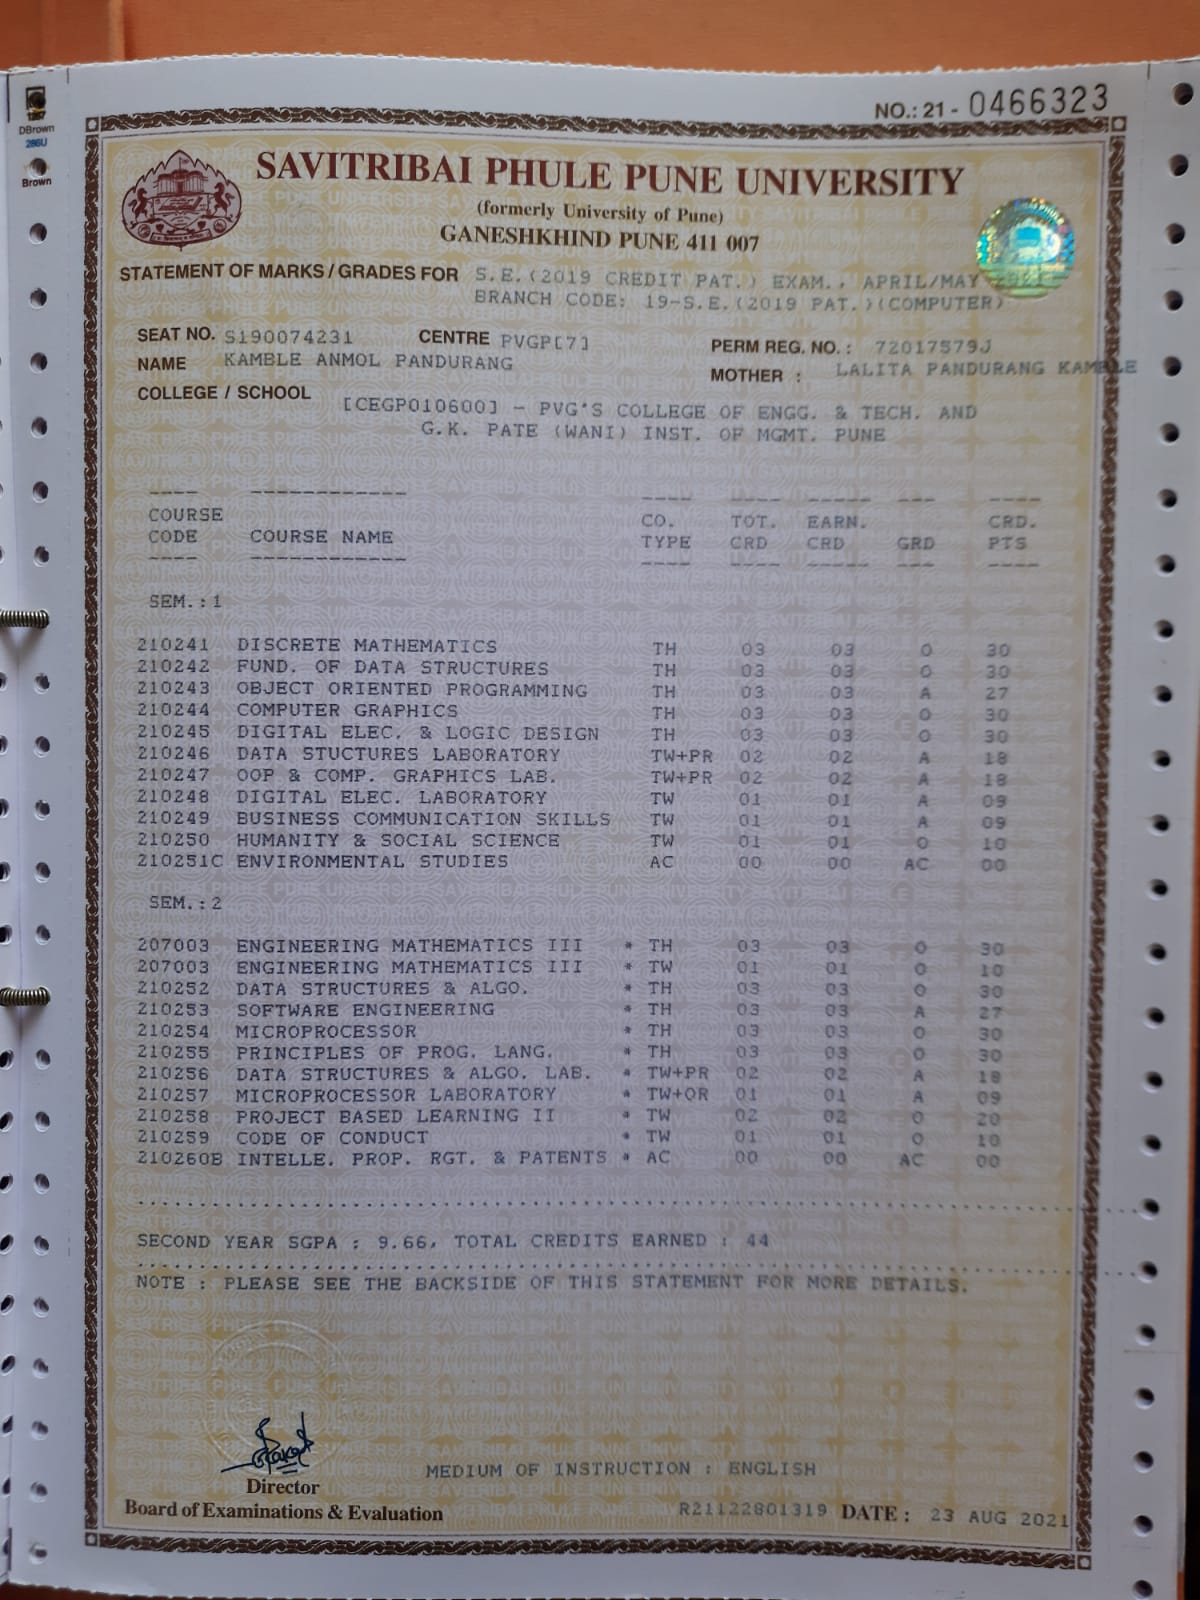 1867
DBrown
286U
Brown
NO.: 21 - 0466323
SAVITRIBAI PHULE PUNE UNIVERSITY
(formerly University of Pune)
GANESHKHIND PUNE 411 007
STATEMENT OF MARKS / GRADES FOR S.E.(2019 CREDIT PAT.) EXAM., APRIL/MAY 2021
BRANCH CODE: 19-S.E.(2019 PAT.)(COMPUTER)
SEAT NO. S190074231 CENTRE PVGP[7] PERM REG. NO. : 72017579J
NAME KAMBLE ANMOL PANDURANG MOTHER : LALITA PANDURANG KAMBLE
COLLEGE / SCHOOL [CEGP010600] - PVG'S COLLEGE OF ENGG. & TECH. AND
G.K. PATE (WANI) INST. OF MGMT. PUNE
COURSE CO. TOT. EARN. CRD.
CODE COURSE NAME TYPE CRD CRD GRD PTS
SEM.:1
210241 DISCRETE MATHEMATICS TH 03 03 O 30
210242 FUND. OF DATA STRUCTURES TH 03 03 O 30
210243 OBJECT ORIENTED PROGRAMMING TH 03 03 A 27
210244 COMPUTER GRAPHICS TH 03 03 O 30
210245 DIGITAL ELEC. & LOGIC DESIGN TH 03 03 O 30
210246 DATA STUCTURES LABORATORY TW+PR 02 02 A 18
210247 OOP & COMP. GRAPHICS LAB. TW+PR 02 02 A 18
210248 DIGITAL ELEC. LABORATORY TW 01 01 A 09
210249 BUSINESS COMMUNICATION SKILLS TW 01 01 A 09
210250 HUMANITY & SOCIAL SCIENCE TW 01 01 O 10
210251C ENVIRONMENTAL STUDIES AC 00 00 AC 00
SEM.:2
207003 ENGINEERING MATHEMATICS III * TH 03 03 O 30
207003 ENGINEERING MATHEMATICS III * TW 01 01 O 10
210252 DATA STRUCTURES & ALGO. * TH 03 03 O 30
210253 SOFTWARE ENGINEERING * TH 03 03 A 27
210254 MICROPROCESSOR * TH 03 03 O 30
210255 PRINCIPLES OF PROG. LANG. * TH 03 03 O 30
210256 DATA STRUCTURES & ALGO. LAB. * TW+PR 02 02 A 18
210257 MICROPROCESSOR LABORATORY * TW+OR 01 01 A 09
210258 PROJECT BASED LEARNING II * TW 02 02 O 20
210259 CODE OF CONDUCT * TW 01 01 O 10
210260B INTELLE. PROP. RGT. & PATENTS * AC 00 00 AC 00
SECOND YEAR SGPA : 9.66, TOTAL CREDITS EARNED : 44
NOTE : PLEASE SEE THE BACKSIDE OF THIS STATEMENT FOR MORE DETAILS.
MEDIUM OF INSTRUCTION : ENGLISH
Director
Board of Examinations & Evaluation
R21122801319 DATE : 23 AUG 2021